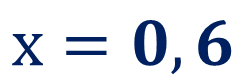 x = 0,6